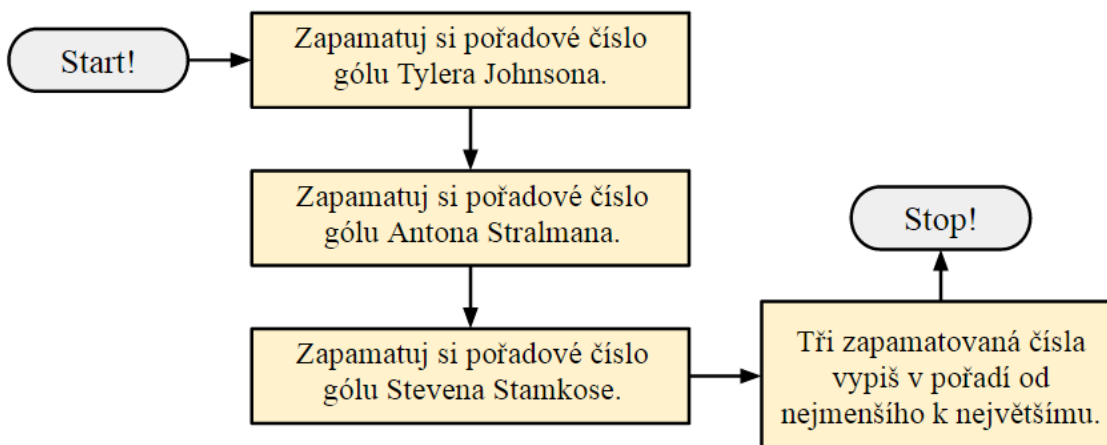 Start!
Zapamatuj si pořadové číslo
gólu Tylera Johnsona.
Zapamatuj si pořadové číslo
gólu Antona Stralmana.
Zapamatuj si pořadové číslo
gólu Stevena Stamkose.
Tři zapamatovaná čísla
vypiš v pořadí od
nejmenšího k největšímu.
Stop!